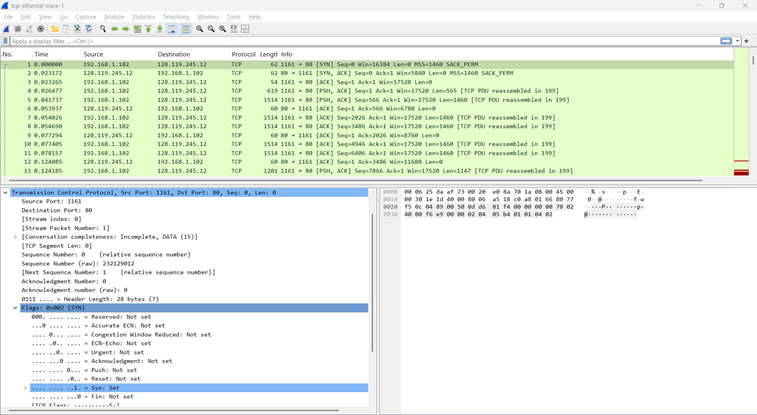 tcp-ethereal-trace-1
File Edit View Go Capture Analyze Statistics Telephony Wireless Tools Help
Apply a display filter ... <Ctrl-/>
No. Time Source Destination Protocol Length Info
1 0.000000 192.168.1.102 128.119.245.12 TCP 62 1161 → 80 [SYN] Seq=0 Win=16384 Len=0 MSS=1460 SACK_PERM
2 0.023172 128.119.245.12 192.168.1.102 TCP 62 80 → 1161 [SYN, ACK] Seq=0 Ack=1 Win=5840 Len=0 MSS=1460 SACK_PERM
3 0.023265 192.168.1.102 128.119.245.12 TCP 54 1161 → 80 [ACK] Seq=1 Ack=1 Win=17520 Len=0
4 0.026477 192.168.1.102 128.119.245.12 TCP 619 1161 → 80 [PSH, ACK] Seq=1 Ack=1 Win=17520 Len=565 [TCP PDU reassembled in 199]
5 0.041737 192.168.1.102 128.119.245.12 TCP 1514 1161 → 80 [PSH, ACK] Seq=566 Ack=1 Win=17520 Len=1460 [TCP PDU reassembled in 199]
6 0.053937 128.119.245.12 192.168.1.102 TCP 60 80 → 1161 [ACK] Seq=1 Ack=566 Win=6780 Len=0
7 0.054026 192.168.1.102 128.119.245.12 TCP 1514 1161 → 80 [ACK] Seq=2026 Ack=1 Win=17520 Len=1460 [TCP PDU reassembled in 199]
8 0.054690 192.168.1.102 128.119.245.12 TCP 1514 1161 → 80 [ACK] Seq=3486 Ack=1 Win=17520 Len=1460 [TCP PDU reassembled in 199]
9 0.077294 128.119.245.12 192.168.1.102 TCP 60 80 → 1161 [ACK] Seq=1 Ack=2026 Win=8760 Len=0
10 0.077405 192.168.1.102 128.119.245.12 TCP 1514 1161 → 80 [ACK] Seq=4946 Ack=1 Win=17520 Len=1460 [TCP PDU reassembled in 199]
11 0.078157 192.168.1.102 128.119.245.12 TCP 1514 1161 → 80 [ACK] Seq=6406 Ack=1 Win=17520 Len=1460 [TCP PDU reassembled in 199]
12 0.124085 128.119.245.12 192.168.1.102 TCP 60 80 → 1161 [ACK] Seq=1 Ack=3486 Win=11680 Len=0
13 0.124185 192.168.1.102 128.119.245.12 TCP 1201 1161 → 80 [PSH, ACK] Seq=7866 Ack=1 Win=17520 Len=1147 [TCP PDU reassembled in 199]
Transmission Control Protocol, Src Port: 1161, Dst Port: 80, Seq: 0, Len: 0
Source Port: 1161
Destination Port: 80
[Stream index: 0]
[Stream Packet Number: 1]
[Conversation completeness: Incomplete, DATA (15)]
[TCP Segment Len: 0]
Sequence Number: 0 (relative sequence number)
Sequence Number (raw): 232129012
[Next Sequence Number: 1 (relative sequence number)]
Acknowledgment Number: 0
Acknowledgment number (raw): 0
0111 .... = Header Length: 28 bytes (7)
Flags: 0x002 (SYN)
000. .... .... = Reserved: Not set
...0 .... .... = Accurate ECN: Not set
.... 0... .... = Congestion Window Reduced: Not set
.... .0.. .... = ECN-Echo: Not set
.... ..0. .... = Urgent: Not set
.... ...0 .... = Acknowledgment: Not set
.... .... 0... = Push: Not set
.... .... .0.. = Reset: Not set
.... .... ..1. = Syn: Set
.... .... ...0 = Fin: Not set
[TCP Flags: ··········S·]
0000 00 06 25 da af 73 00 20 e0 8a 70 1a 08 00 45 00 ··%··s· ··p···E·
0010 00 30 1e 1d 40 00 80 06 a5 18 c0 a8 01 66 80 77 ·0··@··· ·····f·w
0020 f5 0c 04 89 00 50 0d d6 01 f4 00 00 00 00 70 02 ·····P·· ······p·
0030 40 00 f6 e9 00 00 02 04 05 b4 01 01 04 02 @······· ······